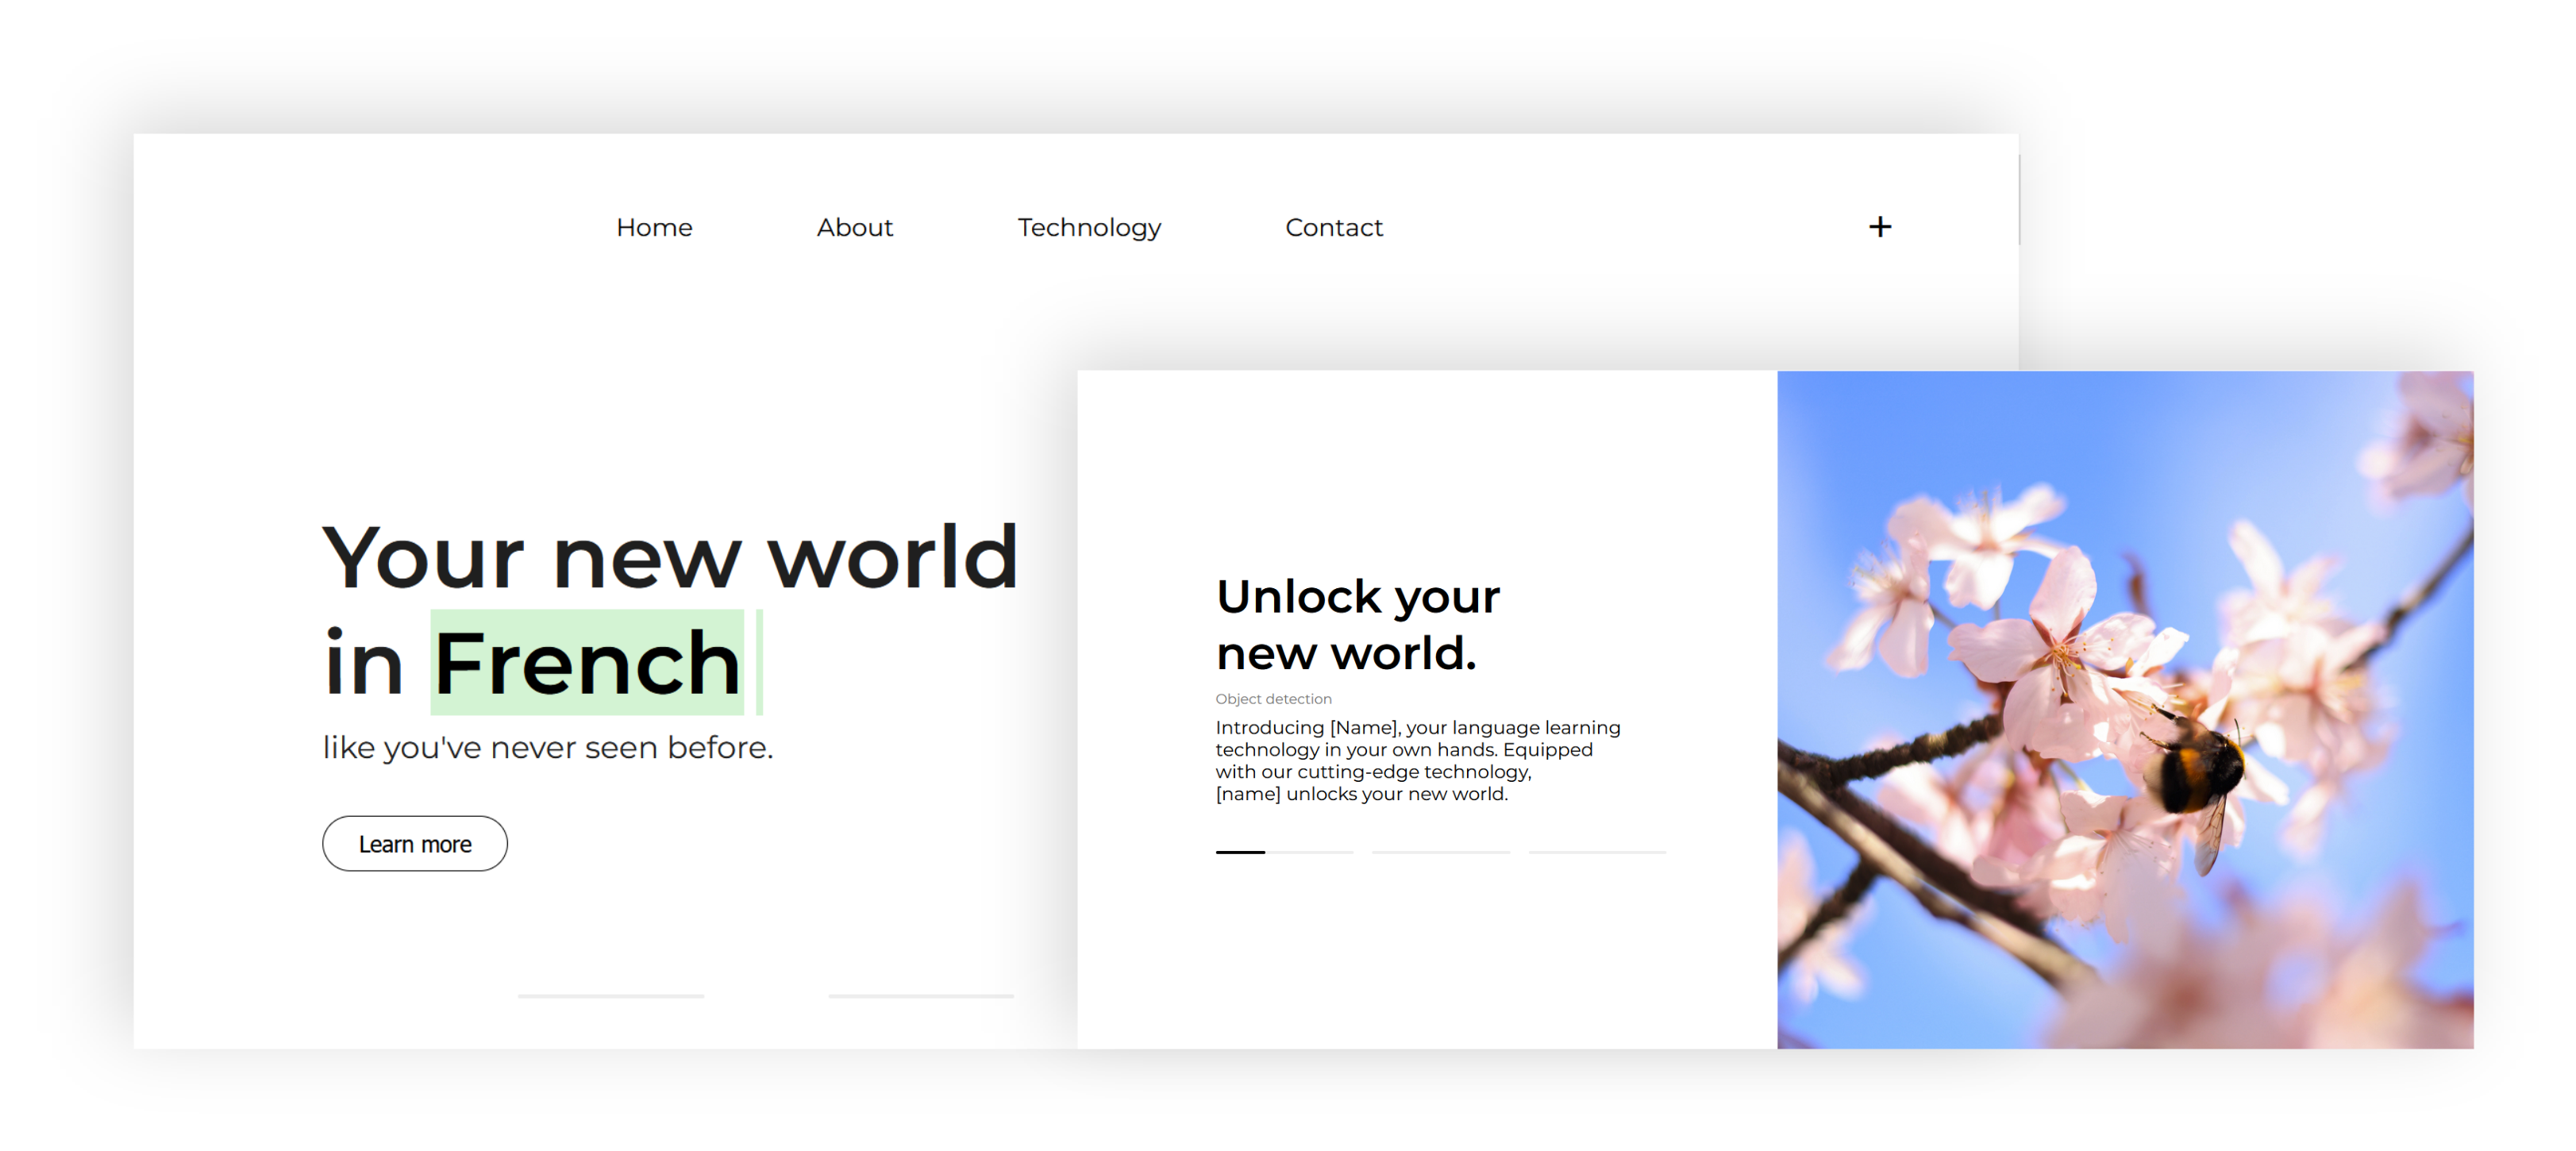 Home About Technology Contact +
Your new world
in French
like you've never seen before.
Learn more
Unlock your
new world.
Object detection
Introducing [Name], your language learning
technology in your own hands. Equipped
with our cutting-edge technology,
[name] unlocks your new world.